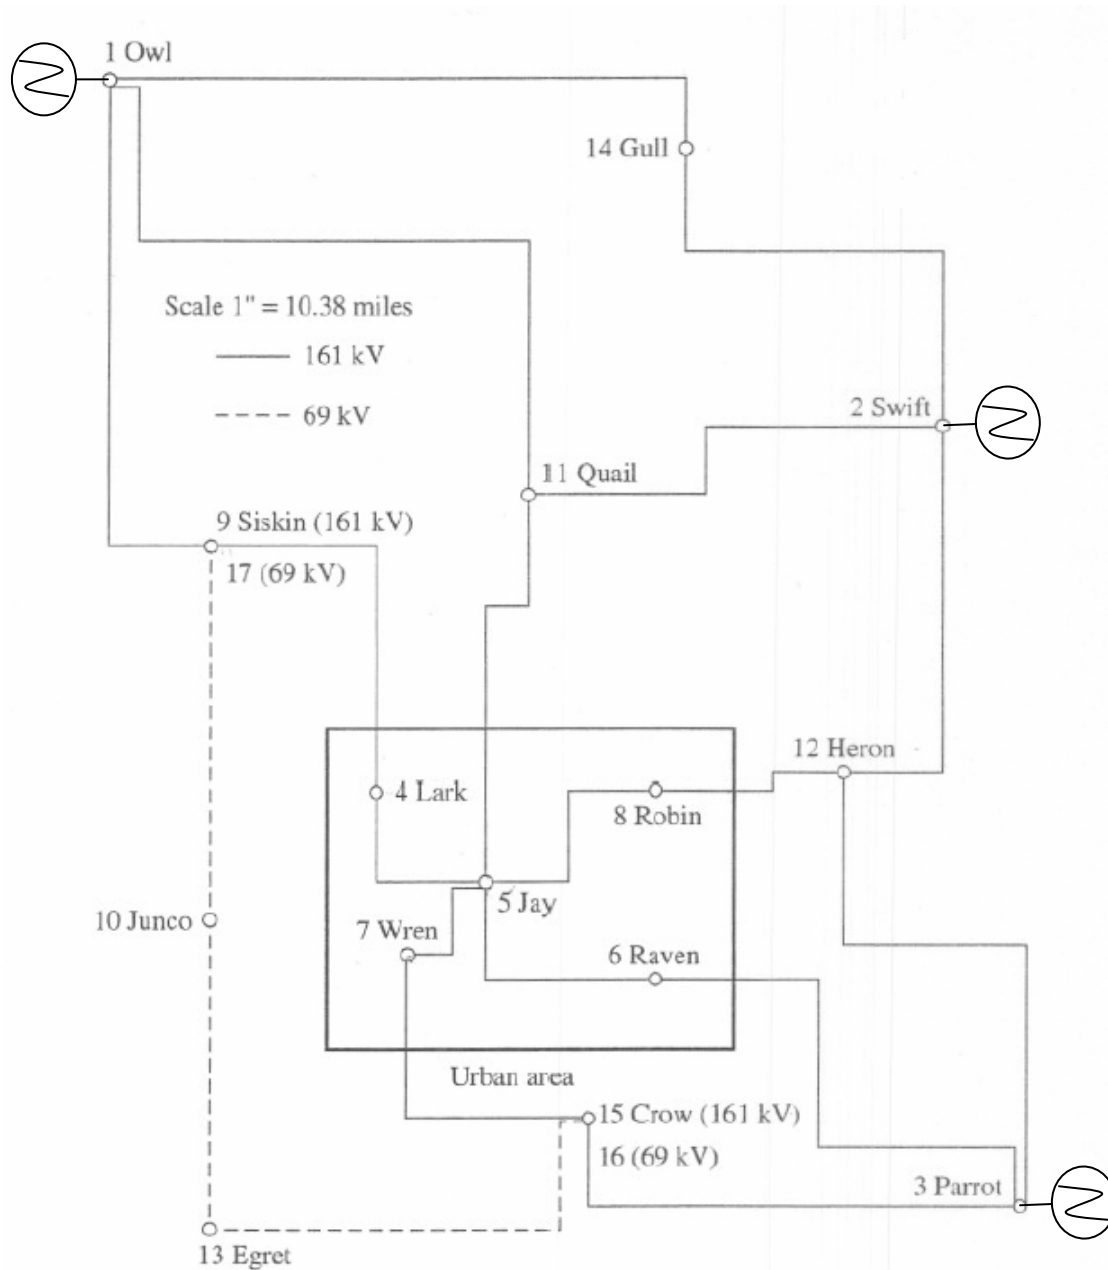 1 Owl
14 Gull
Scale 1" = 10.38 miles
161 kV
69 kV
2 Swift
11 Quail
9 Siskin (161 kV)
17 (69 kV)
12 Heron
4 Lark
8 Robin
5 Jay
10 Junco
7 Wren
6 Raven
Urban area
15 Crow (161 kV)
16 (69 kV)
3 Parrot
13 Egret